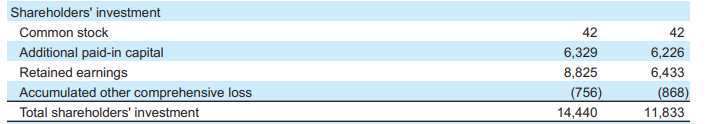 Shareholders' investment
Common stock 42 42
Additional paid-in capital 6,329 6,226
Retained earnings 8,825 6,433
Accumulated other comprehensive loss (756) (868)
Total shareholders' investment 14,440 11,833